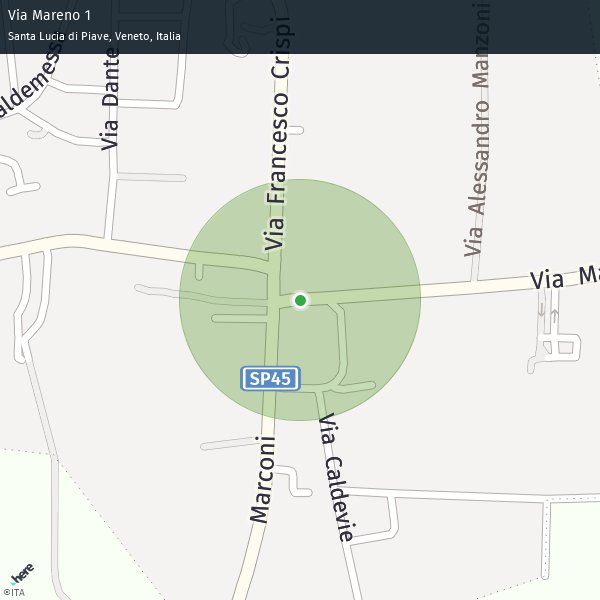 Via Mareno 1
Santa Lucia di Piave, Veneto, Italia
Via Dante
Via Francesco Crispi
Via Alessandro Manzoni
Via Ma
SP45
Marconi
Via Caldevie
here
©ITA